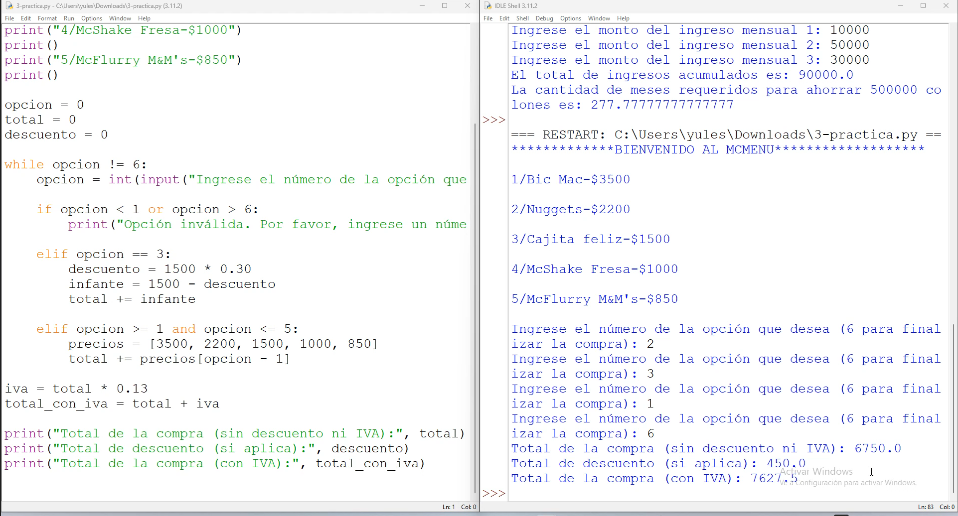 3-practica.py - C:\Users\yules\Downloads\3-practica.py (3.11.2)
File Edit Format Run Options Window Help
print("4/McShake Fresa-$1000")
print()
print("5/McFlurry M&M's-$850")
print()
opcion = 0
total = 0
descuento = 0
while opcion != 6:
opcion = int(input("Ingrese el número de la opción que
if opcion < 1 or opcion > 6:
print("Opción inválida. Por favor, ingrese un núme
elif opcion == 3:
descuento = 1500 * 0.30
infante = 1500 - descuento
total += infante
elif opcion >= 1 and opcion <= 5:
precios = [3500, 2200, 1500, 1000, 850]
total += precios[opcion - 1]
iva = total * 0.13
total_con_iva = total + iva
print("Total de la compra (sin descuento ni IVA):", total)
print("Total de descuento (si aplica):", descuento)
print("Total de la compra (con IVA):", total_con_iva)
Ln: 1 Col: 0
IDLE Shell 3.11.2
File Edit Shell Debug Options Window Help
Ingrese el monto del ingreso mensual 1: 10000
Ingrese el monto del ingreso mensual 2: 50000
Ingrese el monto del ingreso mensual 3: 30000
El total de ingresos acumulados es: 90000.0
La cantidad de meses requeridos para ahorrar 500000 co
lones es: 277.77777777777777
>>>
=== RESTART: C:\Users\yules\Downloads\3-practica.py ==
*************BIENVENIDO AL MCMENU*******************
1/Bic Mac-$3500
2/Nuggets-$2200
3/Cajita feliz-$1500
4/McShake Fresa-$1000
5/McFlurry M&M's-$850
Ingrese el número de la opción que desea (6 para final
izar la compra): 2
Ingrese el número de la opción que desea (6 para final
izar la compra): 3
Ingrese el número de la opción que desea (6 para final
izar la compra): 1
Ingrese el número de la opción que desea (6 para final
izar la compra): 6
Total de la compra (sin descuento ni IVA): 6750.0
Total de descuento (si aplica): 450.0
Total de la compra (con IVA): 7627.5
>>>
Activar Windows
Ve a Configuración para activar Windows.
Ln: 83 Col: 0